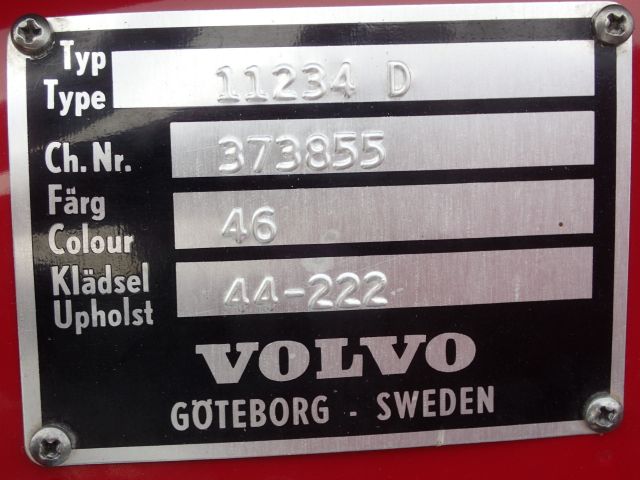 Typ
Type 11234 D
Ch.Nr. 373855
Färg
Colour 46
Klädsel
Upholst 44-222
VOLVO
GÖTEBORG - SWEDEN